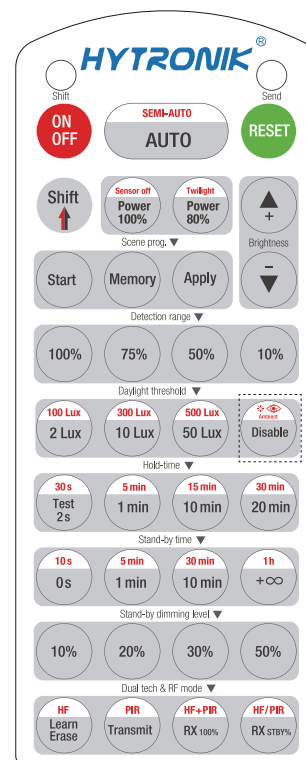 HYTRONIK®
Shift
Send
ON
OFF
SEMI-AUTO
AUTO
RESET
Shift
Sensor off
Power
100%
Twilight
Power
80%
+
Brightness
−
Scene prog. ▼
Start
Memory
Apply
Detection range ▼
100%
75%
50%
10%
Daylight threshold ▼
100 Lux
2 Lux
300 Lux
10 Lux
500 Lux
50 Lux
Ambient
Disable
Hold-time ▼
30s
Test
2s
5 min
1 min
15 min
10 min
30 min
20 min
Stand-by time ▼
10s
0s
5 min
1 min
30 min
10 min
1h
+∞
Stand-by dimming level ▼
10%
20%
30%
50%
Dual tech & RF mode ▼
HF
Learn
Erase
PIR
Transmit
HF+PIR
RX 100%
HF/PIR
RX STBY%